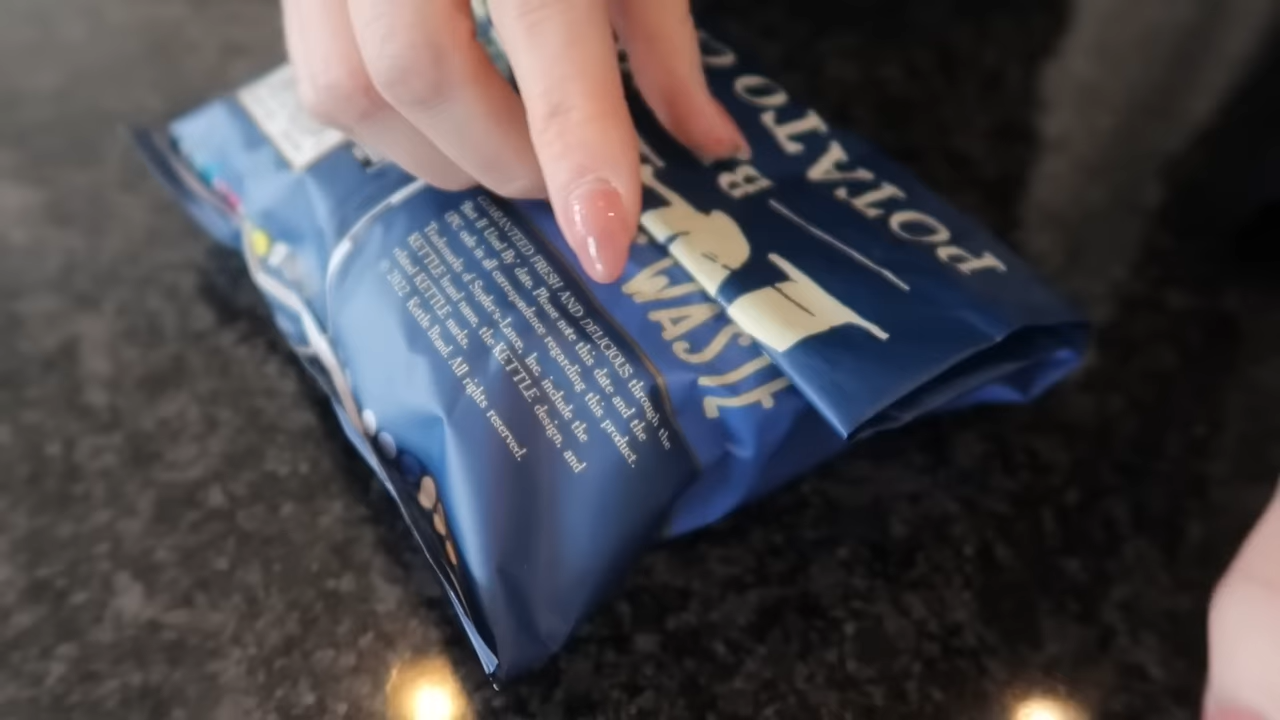 POTATO C
B
WASTE
GUARANTEED FRESH AND DELICIOUS through the
"Best If Used By" date. Please note this date and the
UPC code in all correspondence regarding this product.
Trademarks of Snyder's-Lance, Inc. include the
KETTLE brand name, the KETTLE design, and
related KETTLE marks.
© 2022 Kettle Brand. All rights reserved.